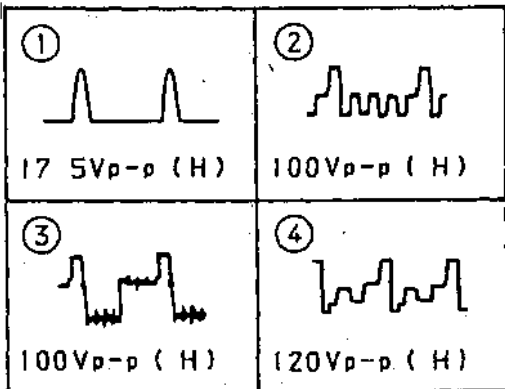 ①
17 5Vp-p (H)
②
100Vp-p ( H)
③
100Vp-p ( H)
④
120Vp-p ( H)